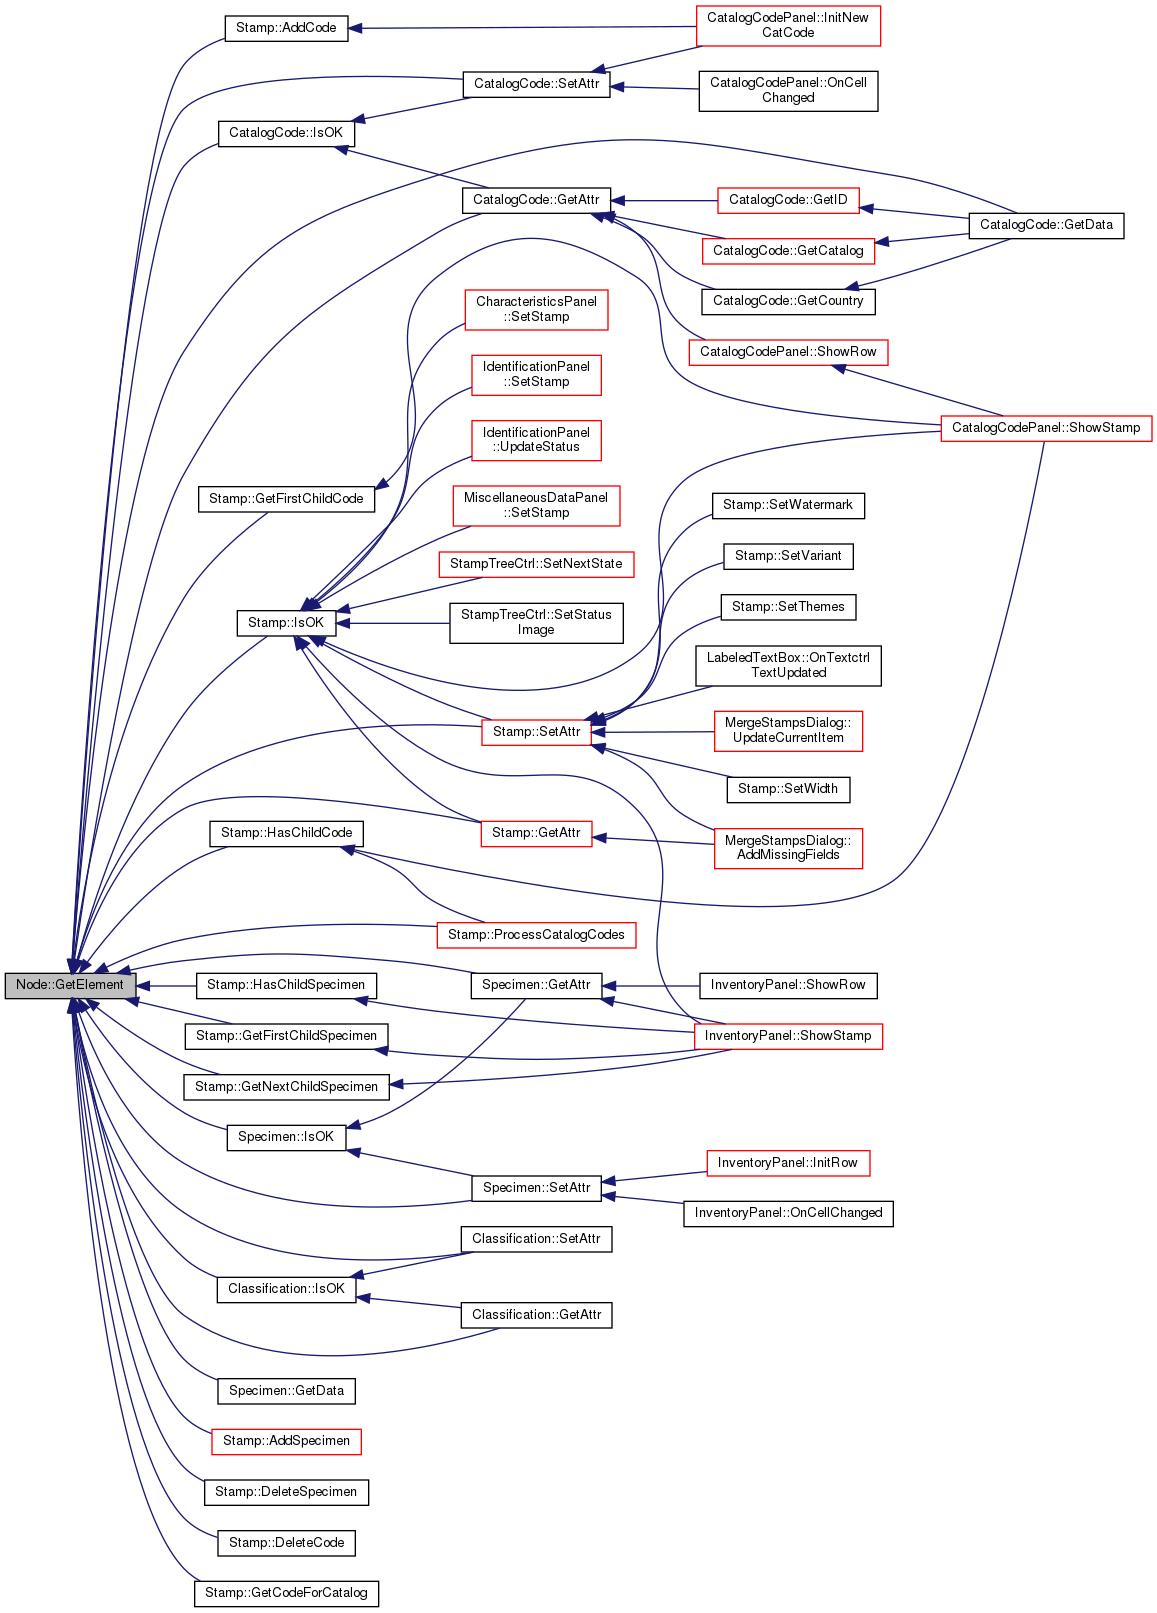 Stamp::AddCode
CatalogCodePanel::InitNew
CatCode
CatalogCode::SetAttr
CatalogCodePanel::OnCell
Changed
CatalogCode::IsOK
CatalogCode::GetAttr
CatalogCode::GetID
CatalogCode::GetData
CatalogCode::GetCatalog
CatalogCode::GetCountry
CharacteristicsPanel
::SetStamp
CatalogCodePanel::ShowRow
IdentificationPanel
::SetStamp
CatalogCodePanel::ShowStamp
IdentificationPanel
::UpdateStatus
Stamp::GetFirstChildCode
MiscellaneousDataPanel
::SetStamp
Stamp::SetWatermark
Stamp::SetVariant
StampTreeCtrl::SetNextState
Stamp::SetThemes
Stamp::IsOK
StampTreeCtrl::SetStatus
Image
LabeledTextBox::OnTextctrl
TextUpdated
Stamp::SetAttr
MergeStampsDialog::
UpdateCurrentItem
Stamp::SetWidth
Stamp::HasChildCode
Stamp::GetAttr
MergeStampsDialog::
AddMissingFields
Stamp::ProcessCatalogCodes
Node::GetElement
Stamp::HasChildSpecimen
Specimen::GetAttr
InventoryPanel::ShowRow
Stamp::GetFirstChildSpecimen
InventoryPanel::ShowStamp
Stamp::GetNextChildSpecimen
Specimen::IsOK
InventoryPanel::InitRow
Specimen::SetAttr
InventoryPanel::OnCellChanged
Classification::SetAttr
Classification::IsOK
Classification::GetAttr
Specimen::GetData
Stamp::AddSpecimen
Stamp::DeleteSpecimen
Stamp::DeleteCode
Stamp::GetCodeForCatalog